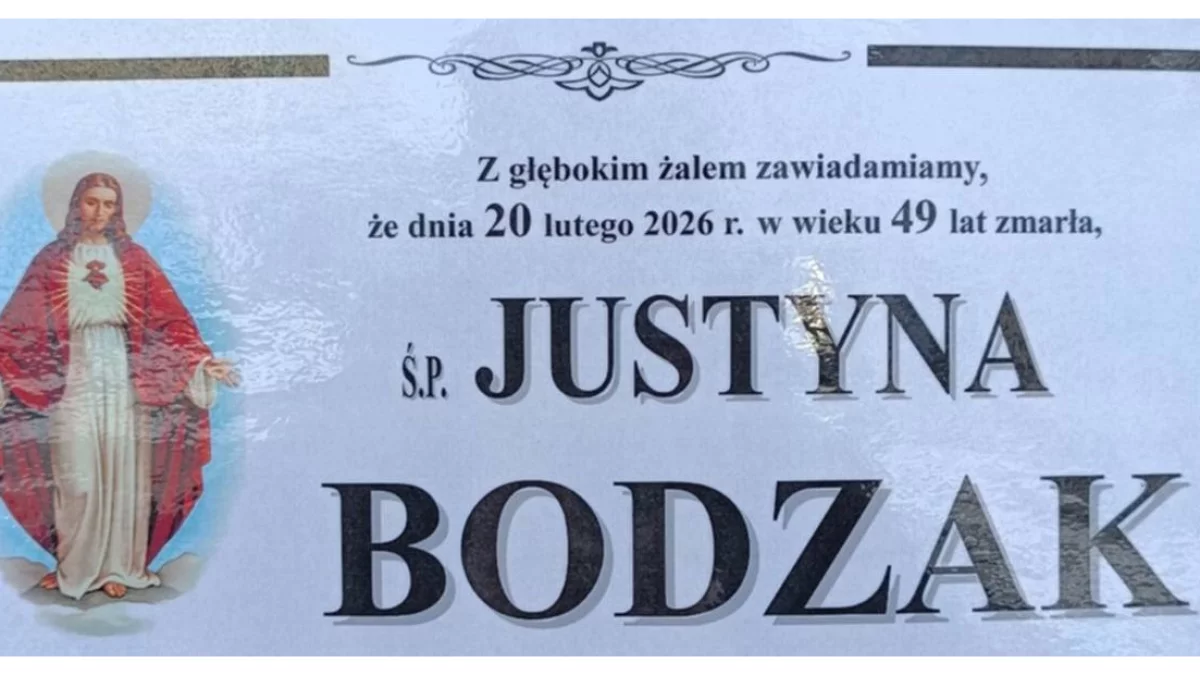 Z głębokim żalem zawiadamiamy,
że dnia 20 lutego 2026 r. w wieku 49 lat zmarła,
Ś.P. JUSTYNA
BODZAK